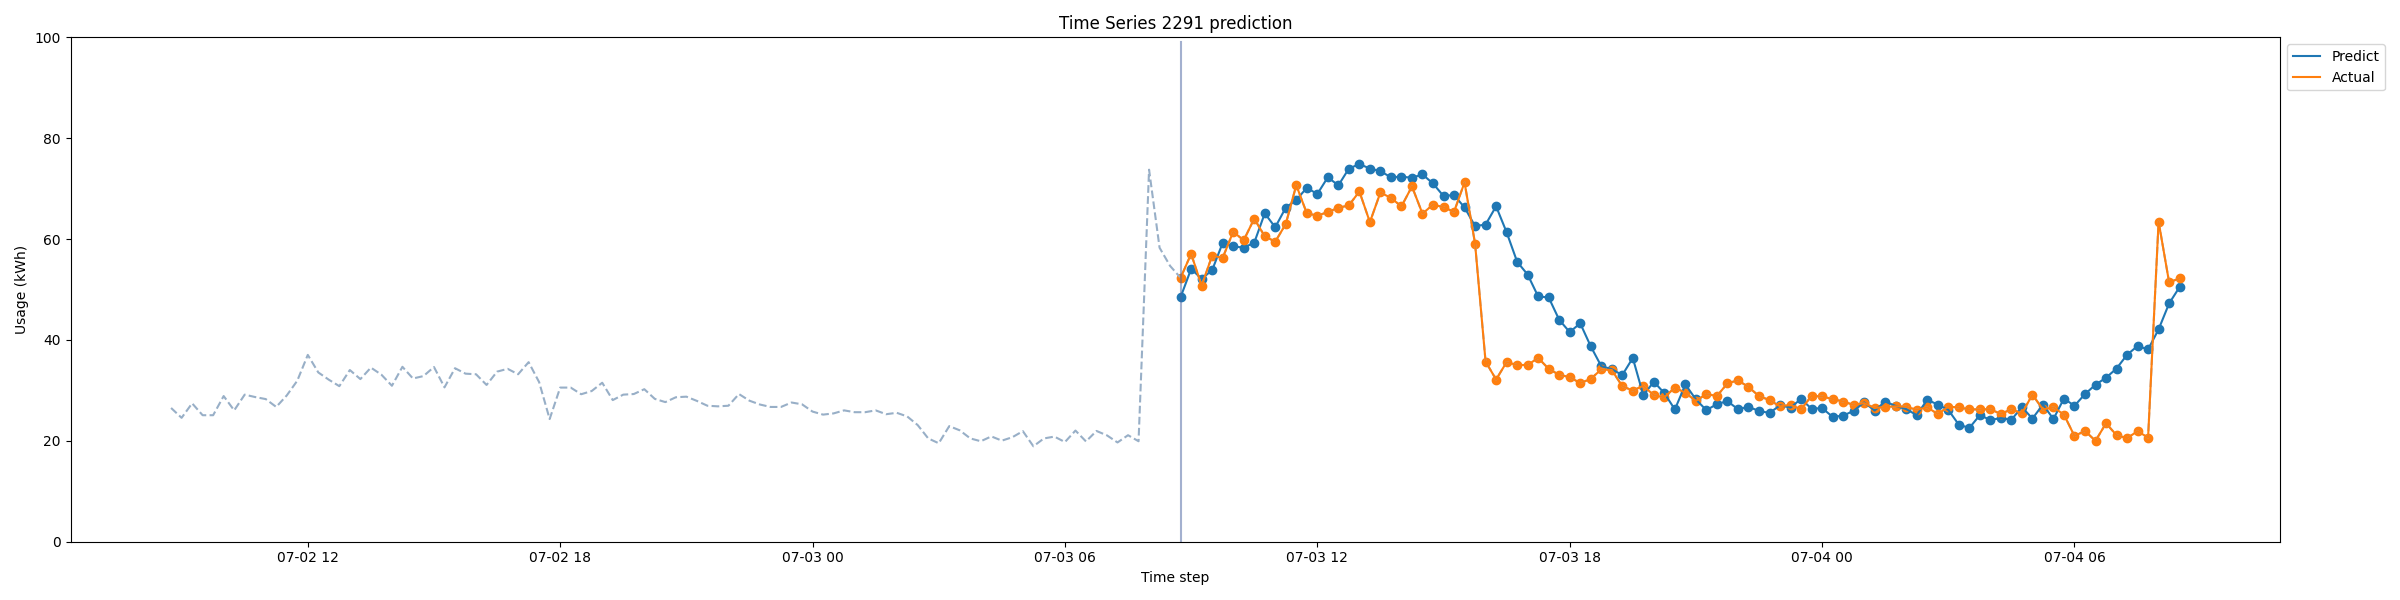 Time Series 2291 prediction
100
80
60
40
20
0
Usage (kWh)
07-02 12
07-02 18
07-03 00
07-03 06
07-03 12
07-03 18
07-04 00
07-04 06
Time step
Predict
Actual